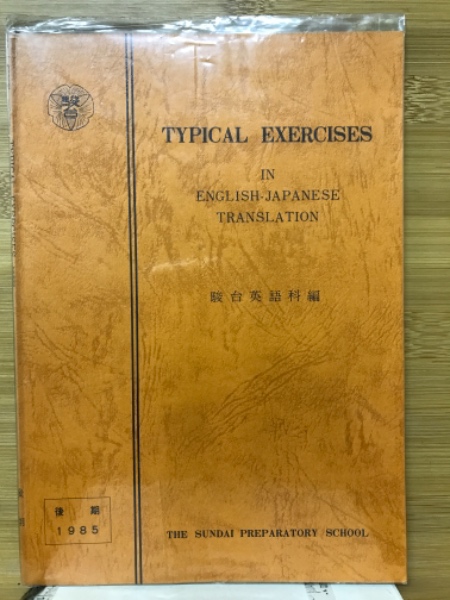 TYPICAL EXERCISES
IN
ENGLISH-JAPANESE
TRANSLATION
駿台英語科編
後期
1985
THE SUNDAI PREPARATORY SCHOOL